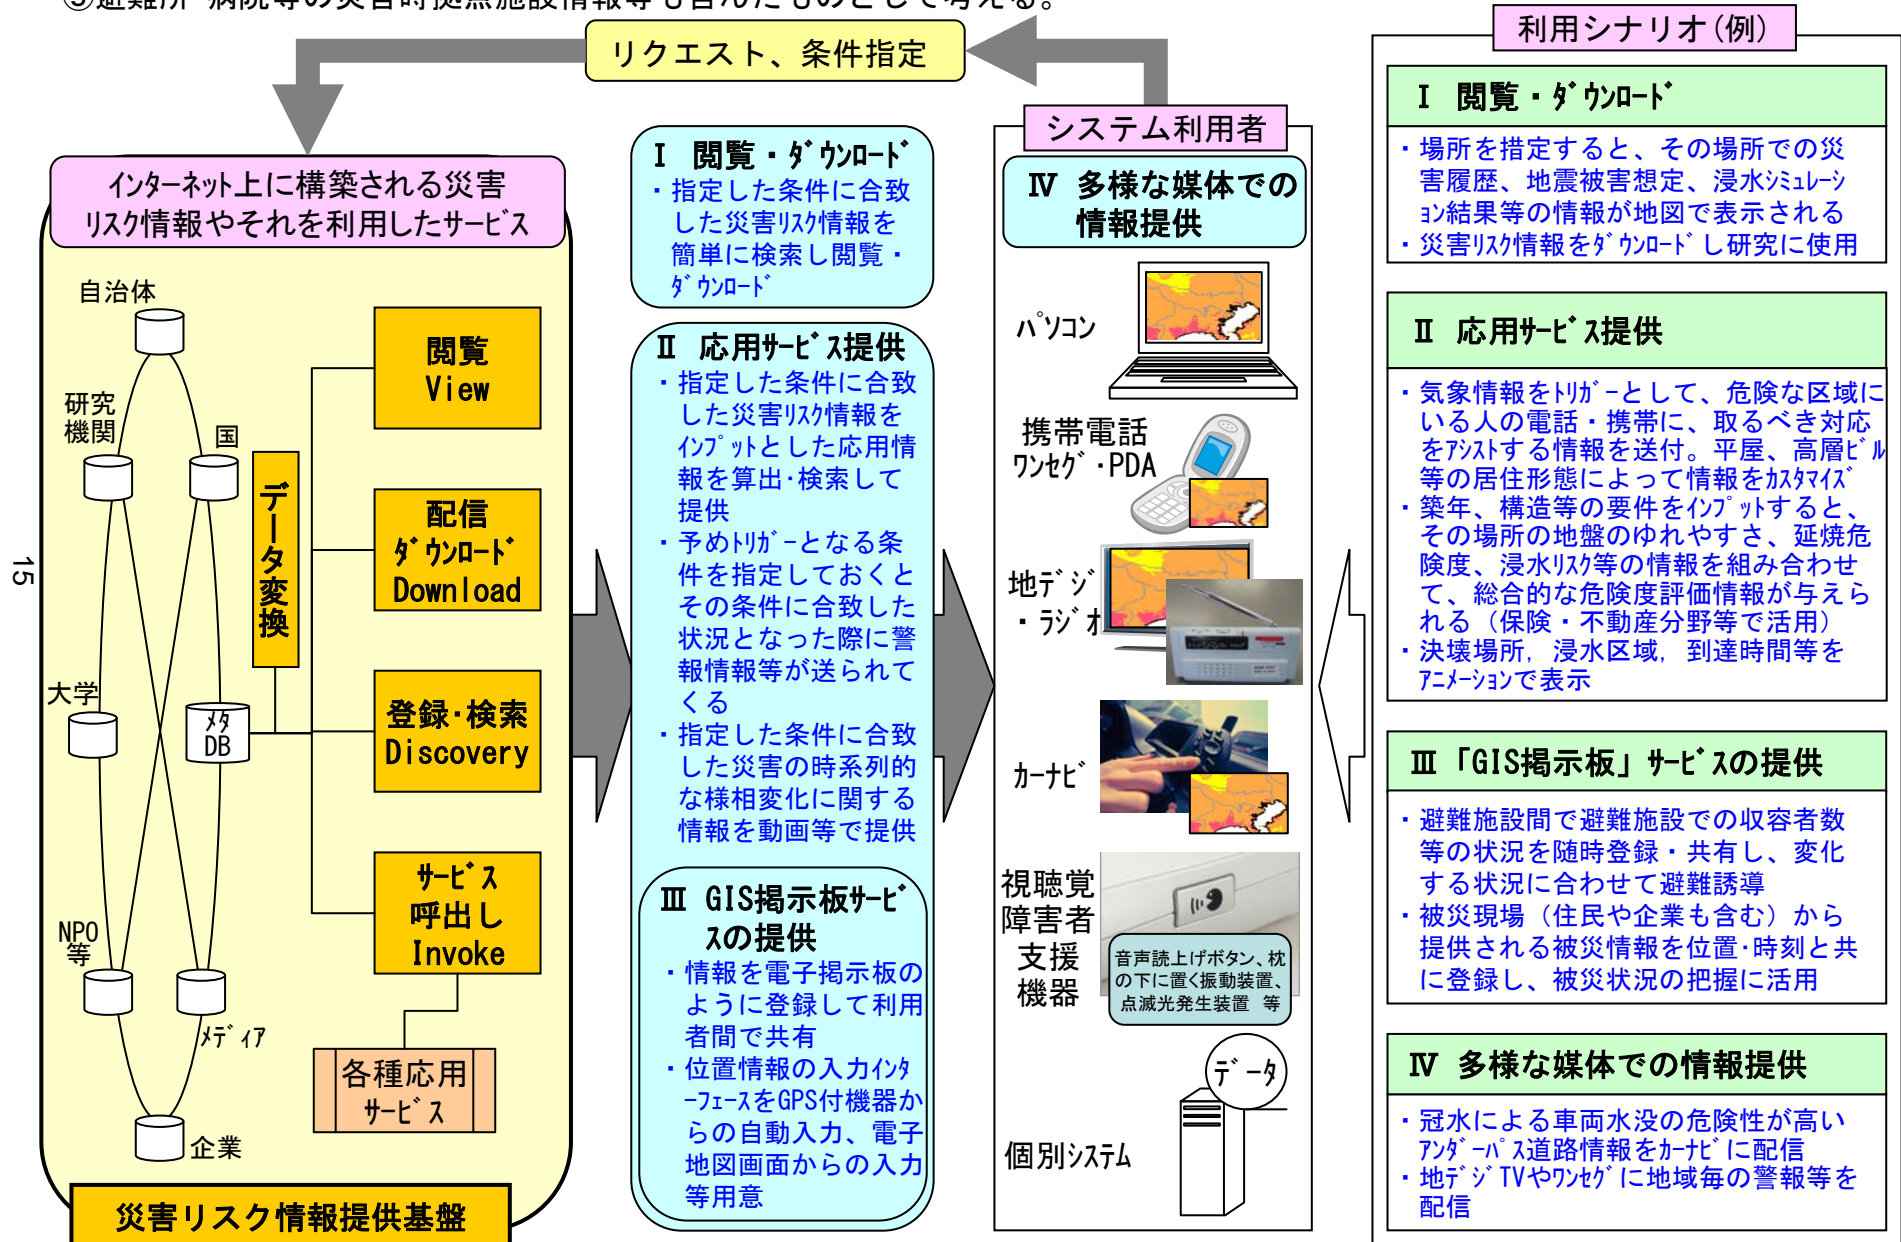 ⑤避難所・病院等の災害時拠点施設情報等も含んだものとして考える。
リクエスト、条件指定
インターネット上に構築される災害
リスク情報やそれを利用したサービス
自治体
研究
機関
国
大学
メタ
DB
NPO
等
メディア
企業
データ変換
閲覧
View
配信
ダウンロード
Download
登録・検索
Discovery
サービス
呼出し
Invoke
各種応用
サービス
災害リスク情報提供基盤
15
Ⅰ 閲覧・ダウンロード
・指定した条件に合致
した災害リスク情報を
簡単に検索し閲覧・
ダウンロード
Ⅱ 応用サービス提供
・指定した条件に合致
した災害リスク情報を
インプットとした応用情
報を算出・検索して
提供
・予めトリガーとなる条
件を指定しておくと
その条件に合致した
状況となった際に警
報情報等が送られて
くる
・指定した条件に合致
した災害の時系列的
な様相変化に関する
情報を動画等で提供
Ⅲ GIS掲示板サービ
スの提供
・情報を電子掲示板の
ように登録して利用
者間で共有
・位置情報の入力インタ
ーフェースをGPS付機器か
らの自動入力、電子
地図画面からの入力
等用意
システム利用者
Ⅳ 多様な媒体での
情報提供
パソコン
携帯電話
ワンセグ・PDA
地デジ
・ラジオ
カーナビ
視聴覚
障害者
支援
機器
音声読上げボタン、枕
の下に置く振動装置、
点滅光発生装置 等
データ
個別システム
利用シナリオ(例)
Ⅰ 閲覧・ダウンロード
・場所を指定すると、その場所での災
害履歴、地震被害想定、浸水シミュレーシ
ョン結果等の情報が地図で表示される
・災害リスク情報をダウンロードし研究に使用
Ⅱ 応用サービス提供
・気象情報をトリガーとして、危険な区域に
いる人の電話・携帯に、取るべき対応
をアシストする情報を送付。平屋、高層ビル
等の居住形態によって情報をカスタマイズ
・築年、構造等の要件をインプットすると、
その場所の地盤のゆれやすさ、延焼危
険度、浸水リスク等の情報を組み合わせ
て、総合的な危険度評価情報が与えら
れる（保険・不動産分野等で活用）
・決壊場所，浸水区域，到達時間等を
アニメーションで表示
Ⅲ「GIS掲示板」サービスの提供
・避難施設間で避難施設での収容者数
等の状況を随時登録・共有し、変化
する状況に合わせて避難誘導
・被災現場（住民や企業も含む）から
提供される被災情報を位置・時刻と共
に登録し、被災状況の把握に活用
Ⅳ 多様な媒体での情報提供
・冠水による車両水没の危険性が高い
アンダーパス道路情報をカーナビに配信
・地デジTVやワンセグに地域毎の警報等を
配信